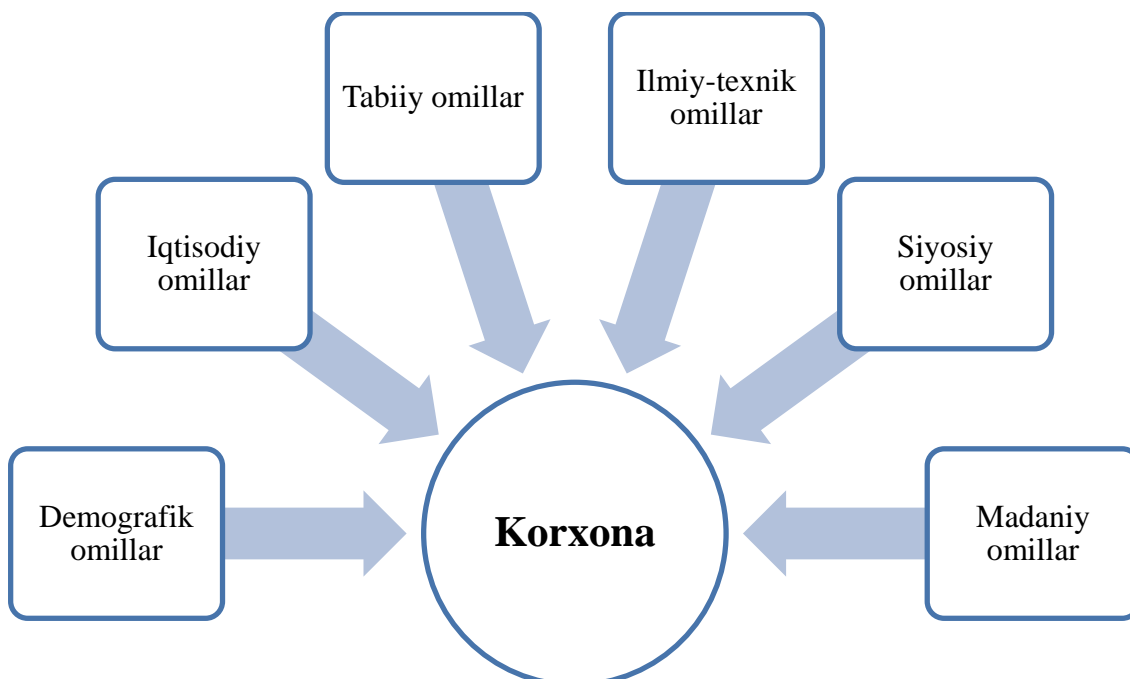 Tabiiy omillar
Ilmiy-texnik
omillar
Iqtisodiy
omillar
Siyosiy
omillar
Demografik
omillar
Korxona
Madaniy
omillar